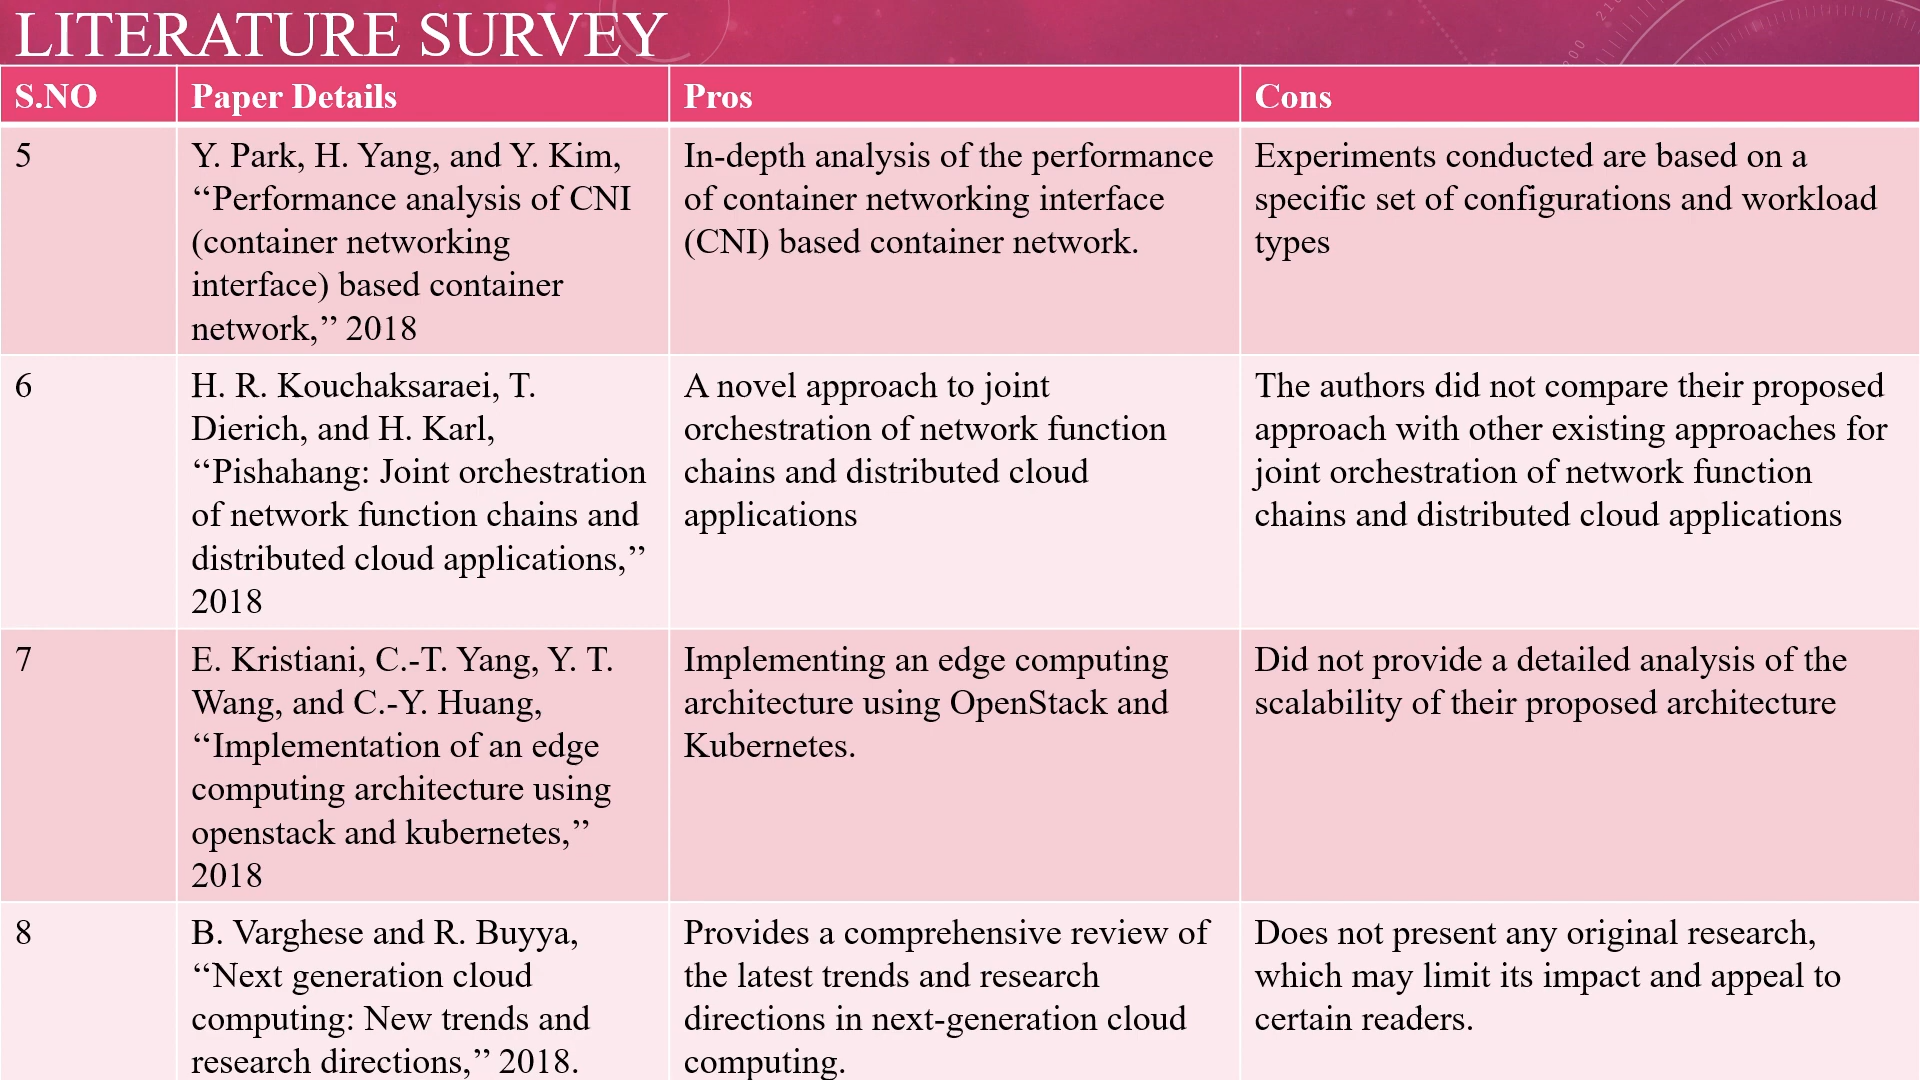 LITERATURE SURVEY
S.NO
Paper Details
Pros
Cons
5
Y. Park, H. Yang, and Y. Kim,
‘‘Performance analysis of CNI
(container networking
interface) based container
network,’’ 2018
In-depth analysis of the performance
of container networking interface
(CNI) based container network.
Experiments conducted are based on a
specific set of configurations and workload
types
6
H. R. Kouchaksaraei, T.
Dierich, and H. Karl,
‘‘Pishahang: Joint orchestration
of network function chains and
distributed cloud applications,’’
2018
A novel approach to joint
orchestration of network function
chains and distributed cloud
applications
The authors did not compare their proposed
approach with other existing approaches for
joint orchestration of network function
chains and distributed cloud applications
7
E. Kristiani, C.-T. Yang, Y. T.
Wang, and C.-Y. Huang,
‘‘Implementation of an edge
computing architecture using
openstack and kubernetes,’’
2018
Implementing an edge computing
architecture using OpenStack and
Kubernetes.
Did not provide a detailed analysis of the
scalability of their proposed architecture
8
B. Varghese and R. Buyya,
‘‘Next generation cloud
computing: New trends and
research directions,’’ 2018.
Provides a comprehensive review of
the latest trends and research
directions in next-generation cloud
computing.
Does not present any original research,
which may limit its impact and appeal to
certain readers.